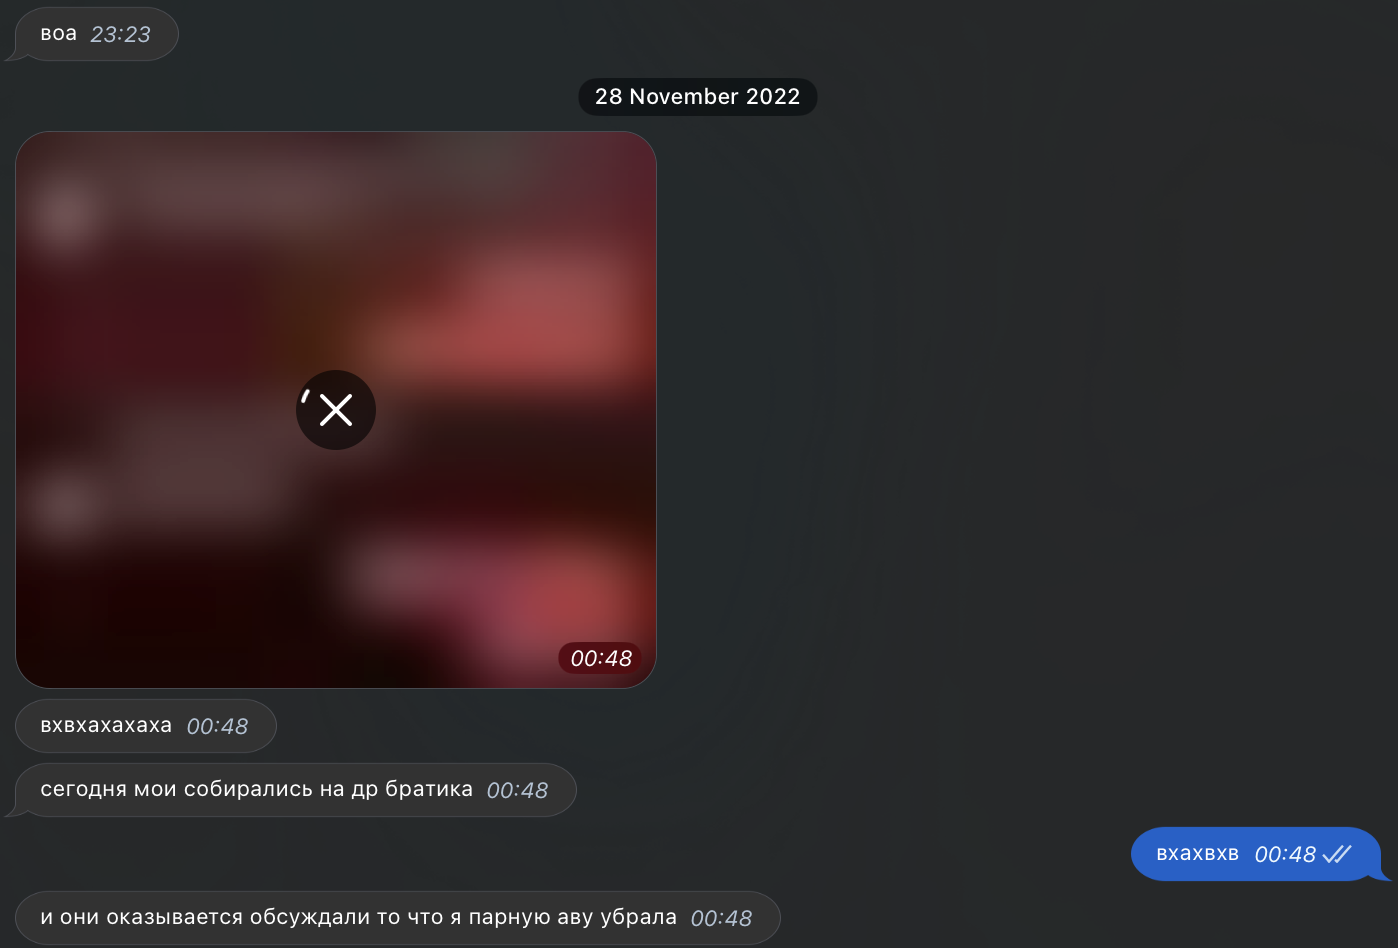 воа 23:23
28 November 2022
00:48
вхвхахахаха 00:48
сегодня мои собирались на др братика 00:48
вхахвхв 00:48
и они оказывается обсуждали то что я парную аву убрала 00:48